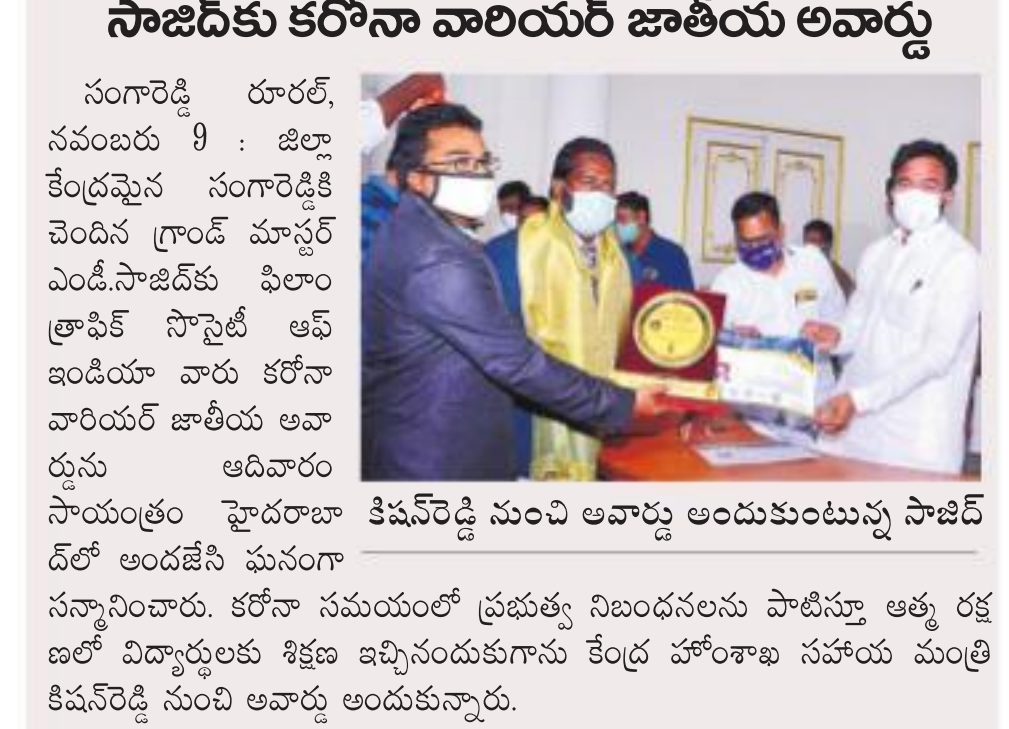 సాజిద్‌కు కరోనా వారియర్ జాతీయ అవార్డు
సంగారెడ్డి రూరల్,
నవంబరు 9 : జిల్లా
కేంద్రమైన సంగారెడ్డికి
చెందిన గ్రాండ్ మాస్టర్
ఎండీ.సాజిద్‌కు ఫిలాం
త్రాఫిక్ సొసైటీ ఆఫ్
ఇండియా వారు కరోనా
వారియర్ జాతీయ అవా
ర్డును ఆదివారం
సాయంత్రం హైదరాబా
ద్‌లో అందజేసి ఘనంగా
కిషన్‌రెడ్డి నుంచి అవార్డు అందుకుంటున్న సాజిద్
సన్మానించారు. కరోనా సమయంలో ప్రభుత్వ నిబంధనలను పాటిస్తూ ఆత్మ రక్ష
ణలో విద్యార్థులకు శిక్షణ ఇచ్చినందుకుగాను కేంద్ర హోంశాఖ సహాయ మంత్రి
కిషన్‌రెడ్డి నుంచి అవార్డు అందుకున్నారు.